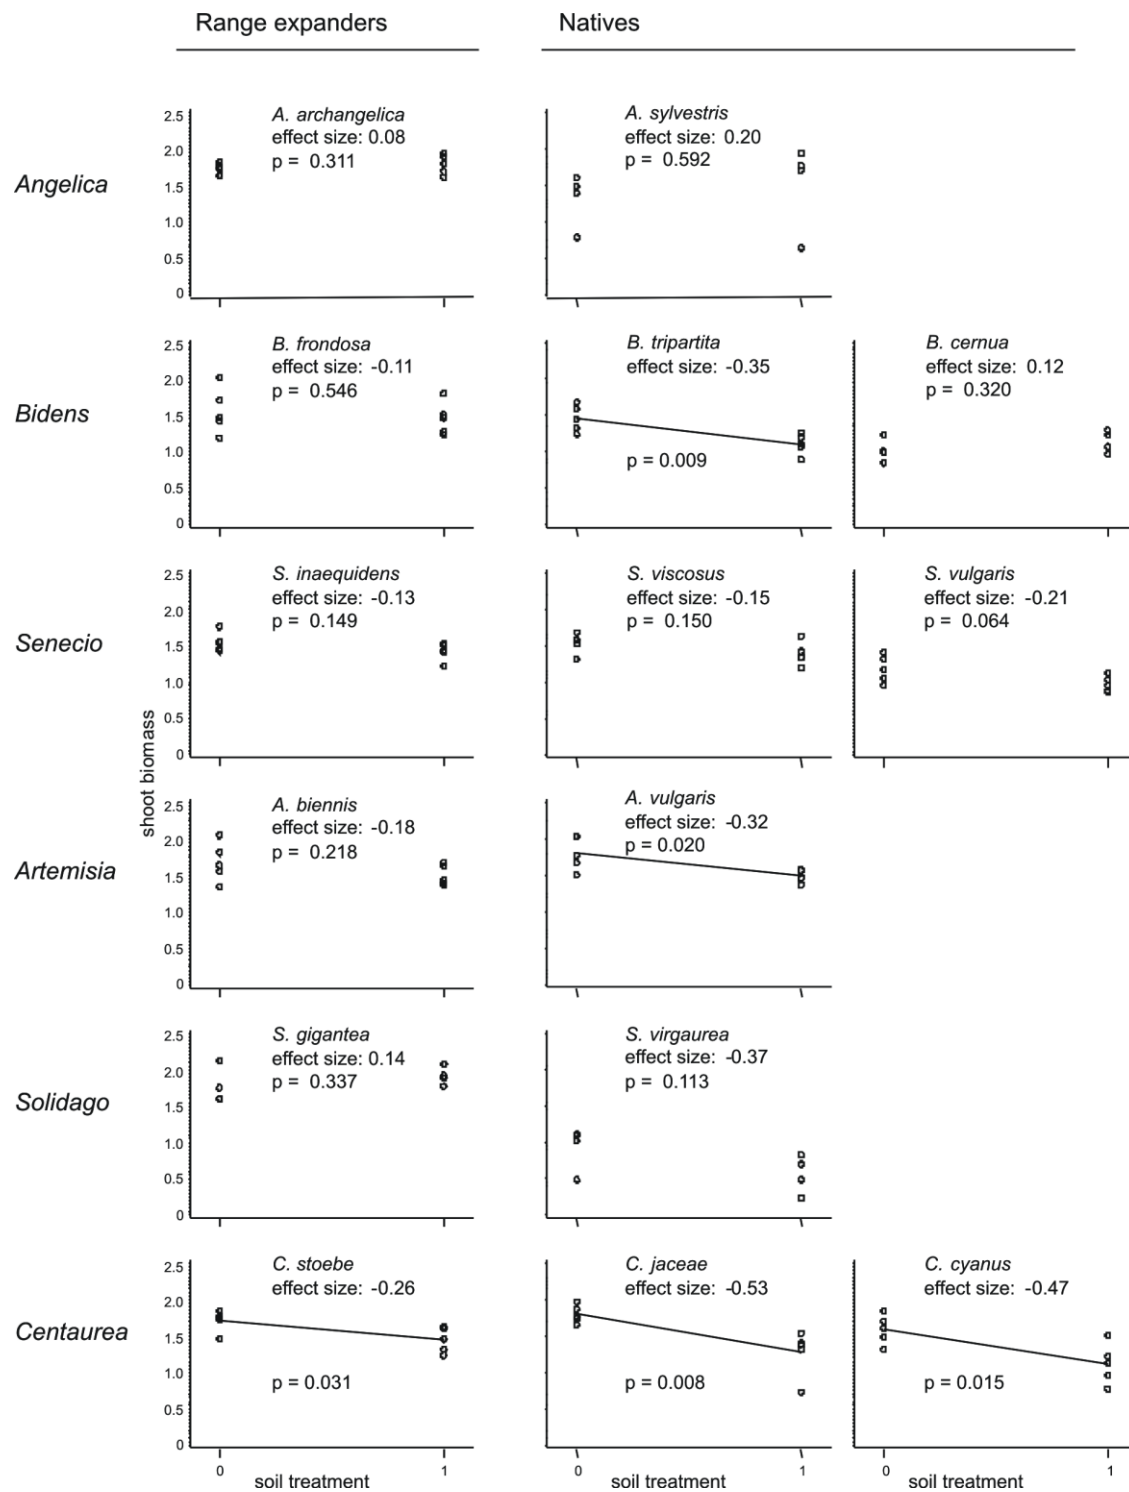 Range expanders
Natives
Angelica
2.5
2.0
1.5
1.0
0.5
0
A. archangelica
effect size: 0.08
p = 0.311
A. sylvestris
effect size: 0.20
p = 0.592
Bidens
2.5
2.0
1.5
1.0
0.5
0
B. frondosa
effect size: -0.11
p = 0.546
B. tripartita
effect size: -0.35
p = 0.009
B. cernua
effect size: 0.12
p = 0.320
Senecio
2.5
2.0
1.5
1.0
0.5
0
S. inaequidens
effect size: -0.13
p = 0.149
S. viscosus
effect size: -0.15
p = 0.150
S. vulgaris
effect size: -0.21
p = 0.064
shoot biomass
Artemisia
2.5
2.0
1.5
1.0
0.5
0
A. biennis
effect size: -0.18
p = 0.218
A. vulgaris
effect size: -0.32
p = 0.020
Solidago
2.5
2.0
1.5
1.0
0.5
0
S. gigantea
effect size: 0.14
p = 0.337
S. virgaurea
effect size: -0.37
p = 0.113
Centaurea
2.5
2.0
1.5
1.0
0.5
0
C. stoebe
effect size: -0.26
p = 0.031
C. jaceae
effect size: -0.53
p = 0.008
C. cyanus
effect size: -0.47
p = 0.015
0 1
soil treatment
0 1
soil treatment
0 1
soil treatment